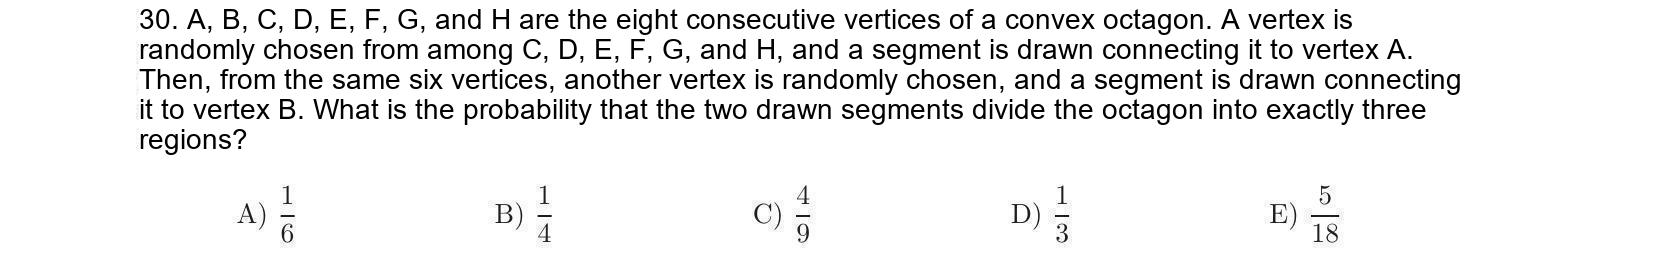 30. A, B, C, D, E, F, G, and H are the eight consecutive vertices of a convex octagon. A vertex is
randomly chosen from among C, D, E, F, G, and H, and a segment is drawn connecting it to vertex A.
Then, from the same six vertices, another vertex is randomly chosen, and a segment is drawn connecting
it to vertex B. What is the probability that the two drawn segments divide the octagon into exactly three
regions?
A) 1/6 B) 1/4 C) 4/9 D) 1/3 E) 5/18